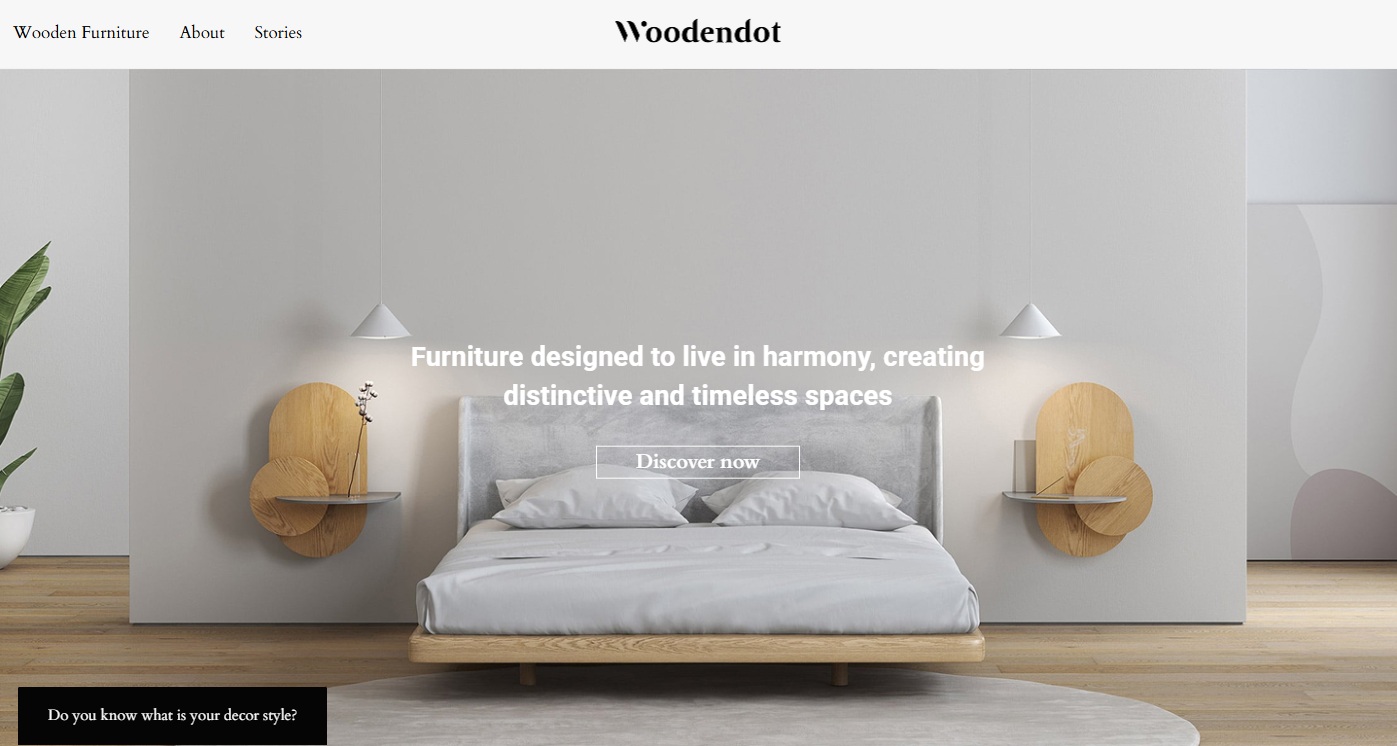 Wooden Furniture About Stories Woodendot
Furniture designed to live in harmony, creating
distinctive and timeless spaces
Discover now
Do you know what is your decor style?